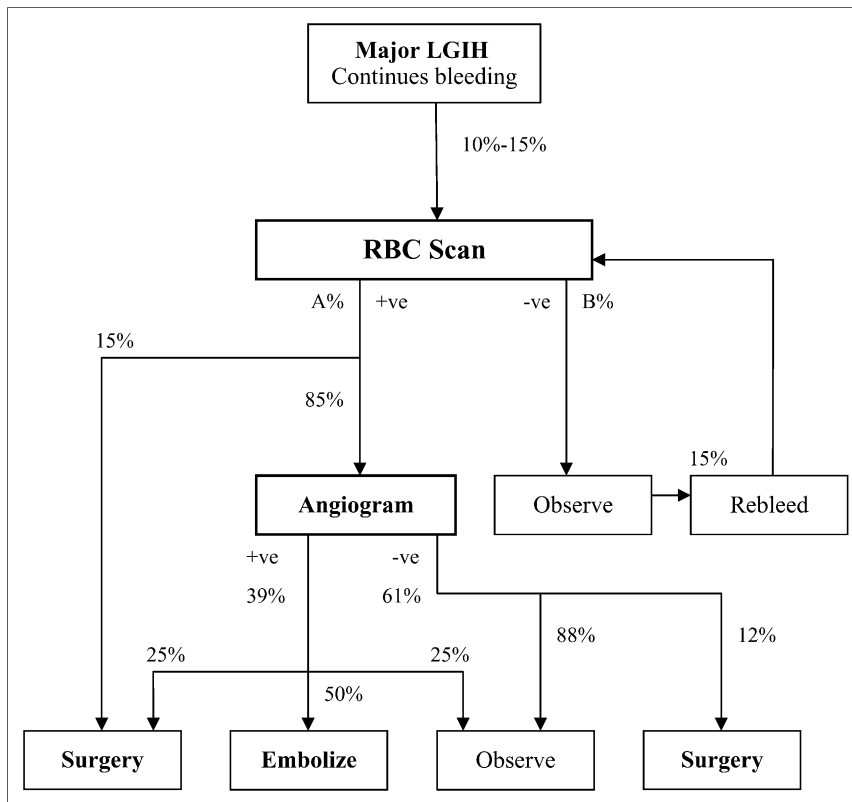 Major LGIH
Continues bleeding
10%-15%
RBC Scan
A% +ve -ve B%
15%
85%
15%
Angiogram
Observe
Rebleed
+ve -ve
39% 61%
88% 12%
25% 25%
50%
Surgery
Embolize
Observe
Surgery